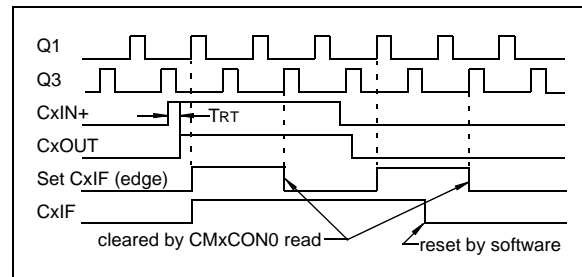 Q1
Q3
CxIN+
TRT
CxOUT
Set CxIF (edge)
CxIF
cleared by CMxCON0 read
reset by software